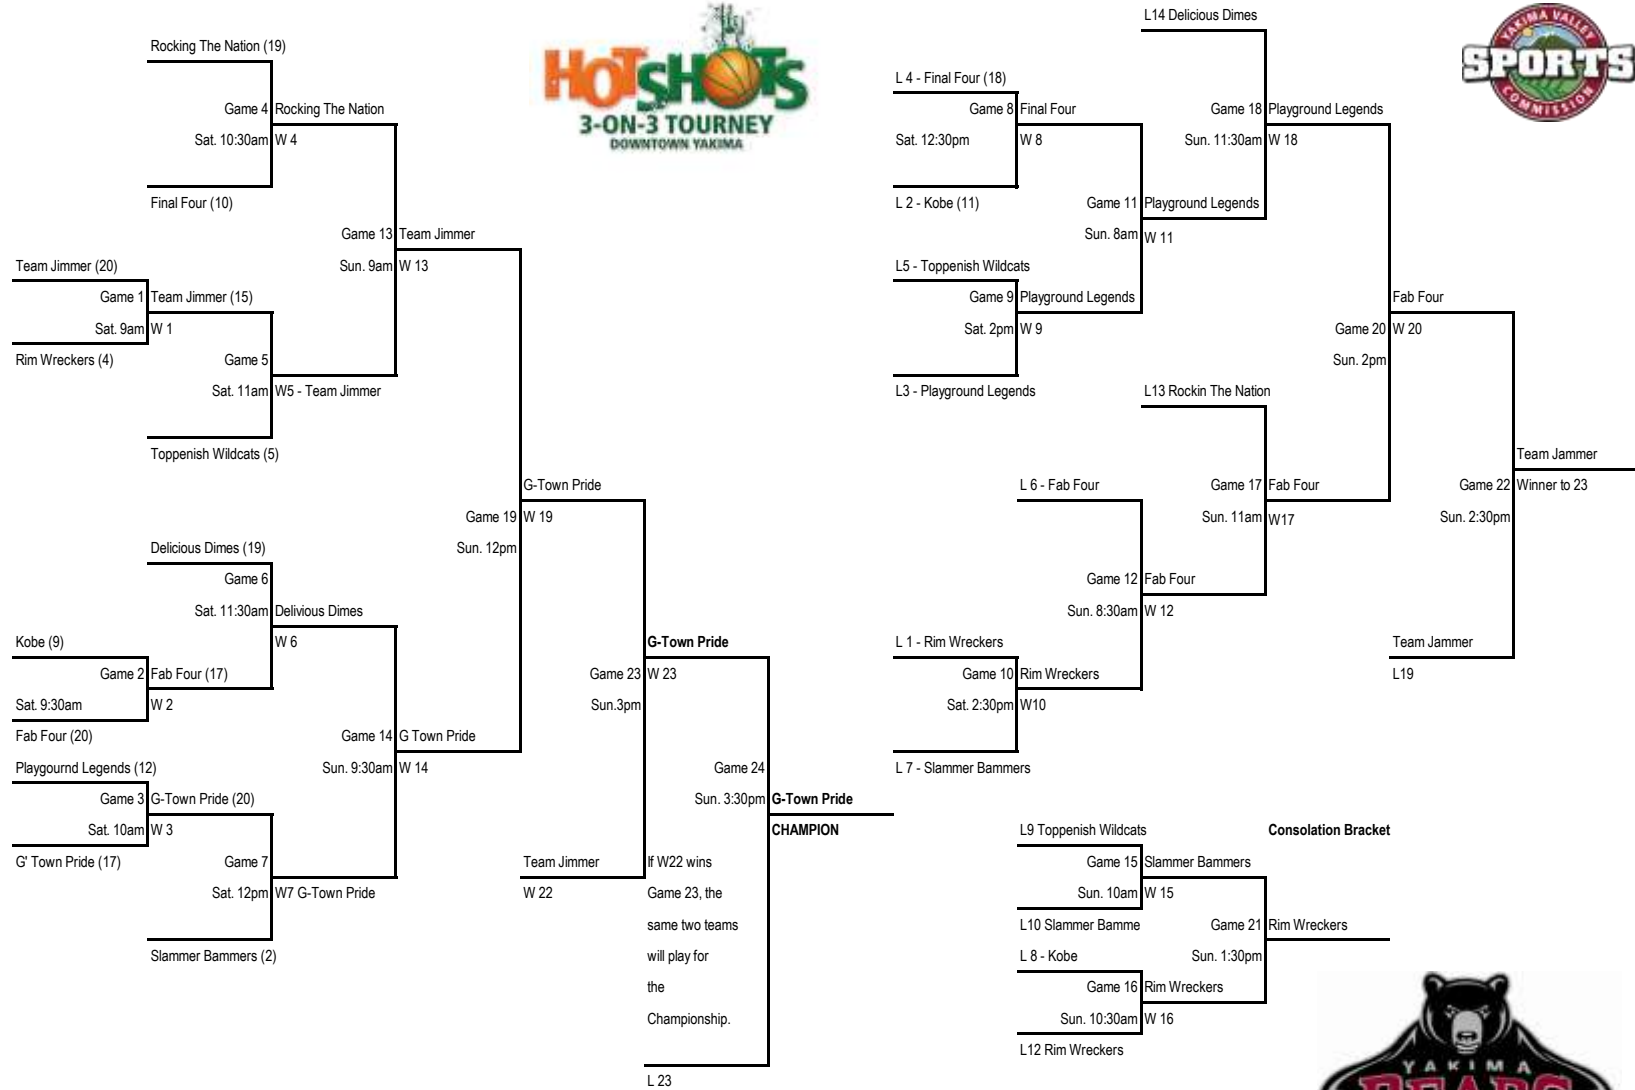 Rocking The Nation (19)
Game 4 Rocking The Nation
Sat. 10:30am W 4
Final Four (10)
Game 13 Team Jimmer
Sun. 9am W 13
Team Jimmer (20)
Game 1 Team Jimmer (15)
Sat. 9am W 1
Rim Wreckers (4)
Game 5
Sat. 11am W5 - Team Jimmer
Toppenish Wildcats (5)
G-Town Pride
Game 19 W 19
Sun. 12pm
Delicious Dimes (19)
Game 6
Sat. 11:30am Delivious Dimes
W 6
Kobe (9)
Game 2 Fab Four (17)
Sat. 9:30am W 2
Fab Four (20)
Game 14 G Town Pride
Sun. 9:30am W 14
Playgournd Legends (12)
Game 3 G-Town Pride (20)
Sat. 10am W 3
G' Town Pride (17)
Game 7
Sat. 12pm W7 G-Town Pride
Slammer Bammers (2)
G-Town Pride
Game 23 W 23
Sun.3pm
Game 24
Sun. 3:30pm G-Town Pride
CHAMPION
Team Jimmer
W 22
If W22 wins
Game 23, the
same two teams
will play for
the
Championship.
L 23
HOTSHOTS
3-ON-3 TOURNEY
DOWNTOWN YAKIMA
L14 Delicious Dimes
L 4 - Final Four (18)
Game 8 Final Four
Sat. 12:30pm W 8
L 2 - Kobe (11)
Game 18 Playground Legends
Sun. 11:30am W 18
Game 11 Playground Legends
Sun. 8am W 11
L5 - Toppenish Wildcats
Game 9 Playground Legends
Sat. 2pm W 9
L3 - Playground Legends
Fab Four
Game 20 W 20
Sun. 2pm
L13 Rockin The Nation
L 6 - Fab Four
Game 17 Fab Four
Sun. 11am W17
Team Jammer
Game 22 Winner to 23
Sun. 2:30pm
Game 12 Fab Four
Sun. 8:30am W 12
L 1 - Rim Wreckers
Game 10 Rim Wreckers
Sat. 2:30pm W10
L 7 - Slammer Bammers
Team Jammer
L19
L9 Toppenish Wildcats
Consolation Bracket
Game 15 Slammer Bammers
Sun. 10am W 15
L10 Slammer Bamme
Game 21 Rim Wreckers
Sun. 1:30pm
L 8 - Kobe
Game 16 Rim Wreckers
Sun. 10:30am W 16
L12 Rim Wreckers
YAKIMA VALLEY
SPORTS
COMMISSION
YAKIMA
BEARS